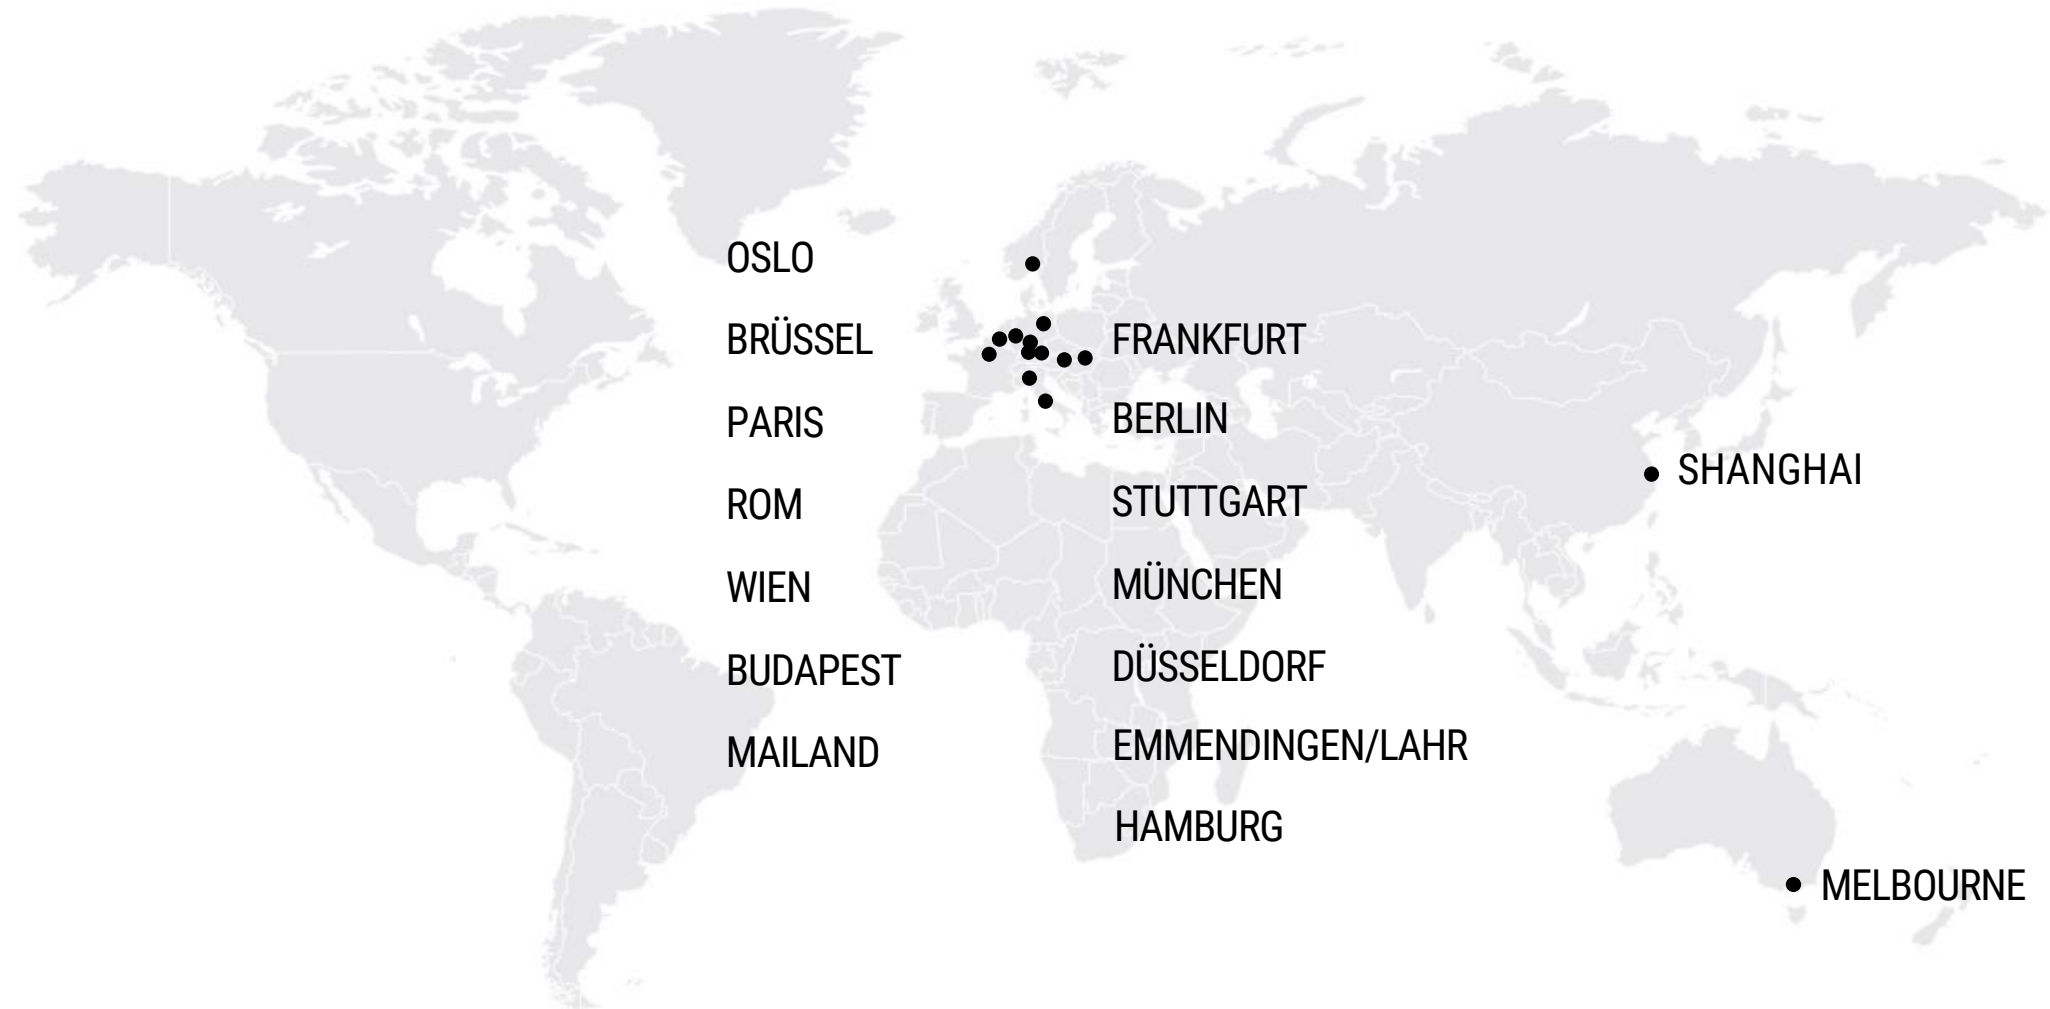 OSLO
BRÜSSEL
PARIS
ROM
WIEN
BUDAPEST
MAILAND
FRANKFURT
BERLIN
STUTTGART
MÜNCHEN
DÜSSELDORF
EMMENDINGEN/LAHR
HAMBURG
SHANGHAI
MELBOURNE